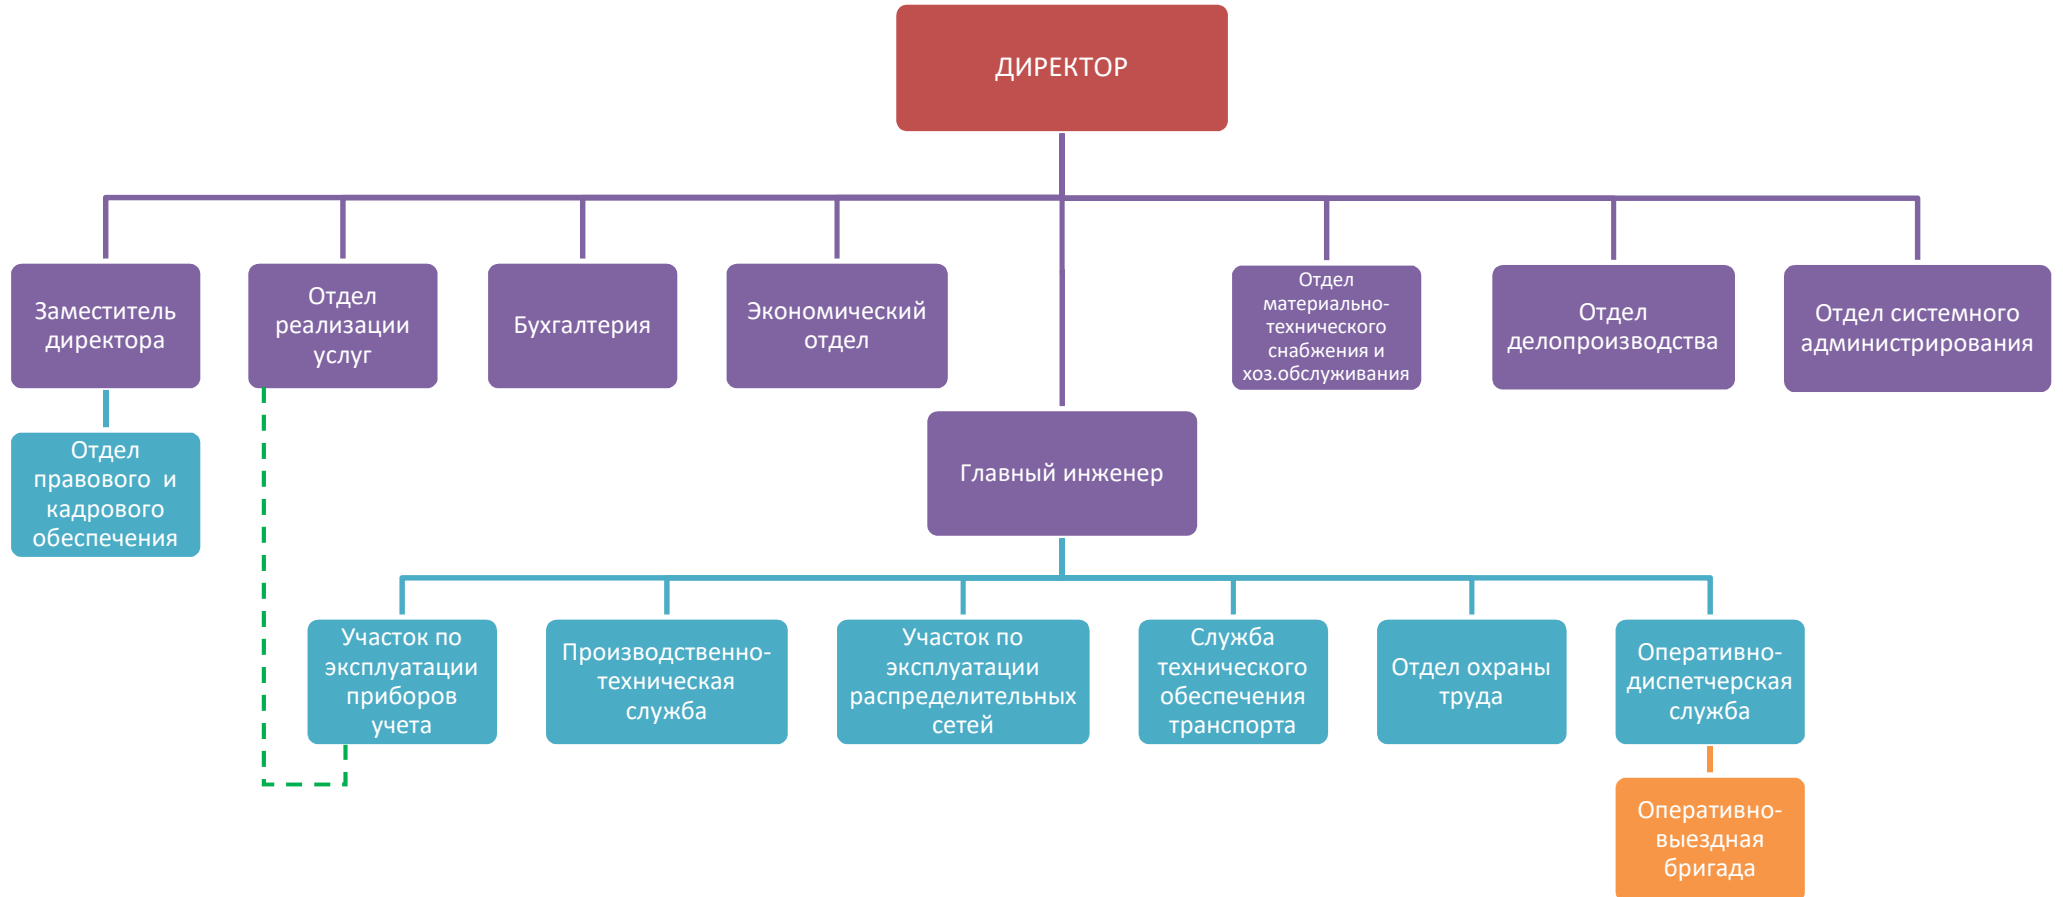 ДИРЕКТОР
Заместитель
директора
Отдел
реализации
услуг
Бухгалтерия
Экономический
отдел
Отдел
материально-
технического
снабжения и
хоз.обслуживания
Отдел
делопроизводства
Отдел системного
администрирования
Отдел
правового и
кадрового
обеспечения
Главный инженер
Участок по
эксплуатации
приборов
учета
Производственно-
техническая
служба
Участок по
эксплуатации
распределительных
сетей
Служба
технического
обеспечения
транспорта
Отдел охраны
труда
Оперативно-
диспетчерская
служба
Оперативно-
выездная
бригада